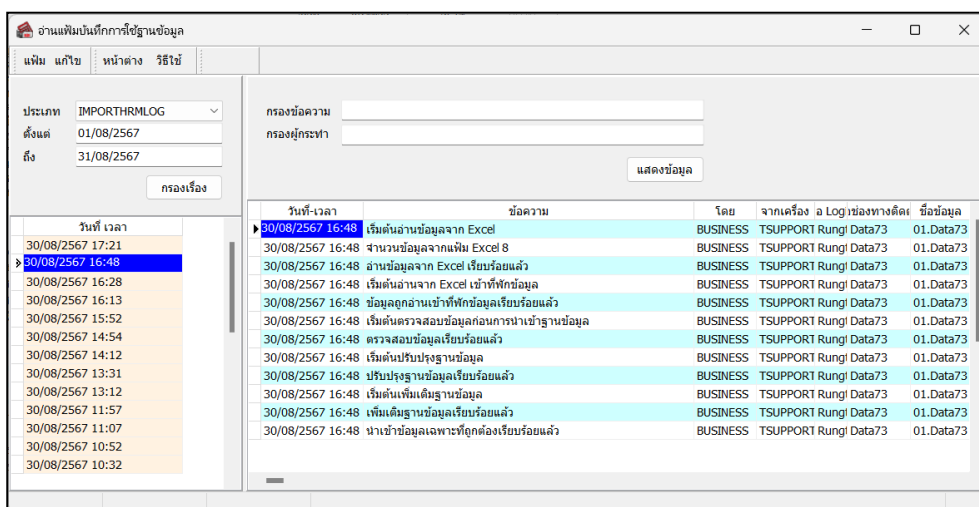 อ่านแฟ้มบันทึกการใช้ฐานข้อมูล
แฟ้ม แก้ไข หน้าต่าง วิธีใช้
ประเภท IMPORTHRMLOG
ตั้งแต่ 01/08/2567
ถึง 31/08/2567
กรองเรื่อง
กรองข้อความ
กรองผู้กระทำ
แสดงข้อมูล
วันที่ เวลา
30/08/2567 17:21
30/08/2567 16:48
30/08/2567 16:28
30/08/2567 16:13
30/08/2567 15:52
30/08/2567 14:54
30/08/2567 14:12
30/08/2567 13:31
30/08/2567 13:12
30/08/2567 11:57
30/08/2567 11:07
30/08/2567 10:52
30/08/2567 10:32
วันที่-เวลา ข้อความ โดย จากเครื่อง อ Log ช่องทางติดต ชื่อข้อมูล
30/08/2567 16:48 เริ่มต้นอ่านข้อมูลจาก Excel BUSINESS TSUPPORT Rung Data73 01.Data73
30/08/2567 16:48 จำนวนข้อมูลจากแฟ้ม Excel 8 BUSINESS TSUPPORT Rung Data73 01.Data73
30/08/2567 16:48 อ่านข้อมูลจาก Excel เรียบร้อยแล้ว BUSINESS TSUPPORT Rung Data73 01.Data73
30/08/2567 16:48 เริ่มต้นอ่านจาก Excel เข้าที่พักข้อมูล BUSINESS TSUPPORT Rung Data73 01.Data73
30/08/2567 16:48 ข้อมูลถูกอ่านเข้าที่พักข้อมูลเรียบร้อยแล้ว BUSINESS TSUPPORT Rung Data73 01.Data73
30/08/2567 16:48 เริ่มต้นตรวจสอบข้อมูลก่อนการนำเข้าฐานข้อมูล BUSINESS TSUPPORT Rung Data73 01.Data73
30/08/2567 16:48 ตรวจสอบข้อมูลเรียบร้อยแล้ว BUSINESS TSUPPORT Rung Data73 01.Data73
30/08/2567 16:48 เริ่มต้นปรับปรุงฐานข้อมูล BUSINESS TSUPPORT Rung Data73 01.Data73
30/08/2567 16:48 ปรับปรุงฐานข้อมูลเรียบร้อยแล้ว BUSINESS TSUPPORT Rung Data73 01.Data73
30/08/2567 16:48 เริ่มต้นเพิ่มเติมฐานข้อมูล BUSINESS TSUPPORT Rung Data73 01.Data73
30/08/2567 16:48 เพิ่มเติมฐานข้อมูลเรียบร้อยแล้ว BUSINESS TSUPPORT Rung Data73 01.Data73
30/08/2567 16:48 นำเข้าข้อมูลเฉพาะที่ถูกต้องเรียบร้อยแล้ว BUSINESS TSUPPORT Rung Data73 01.Data73